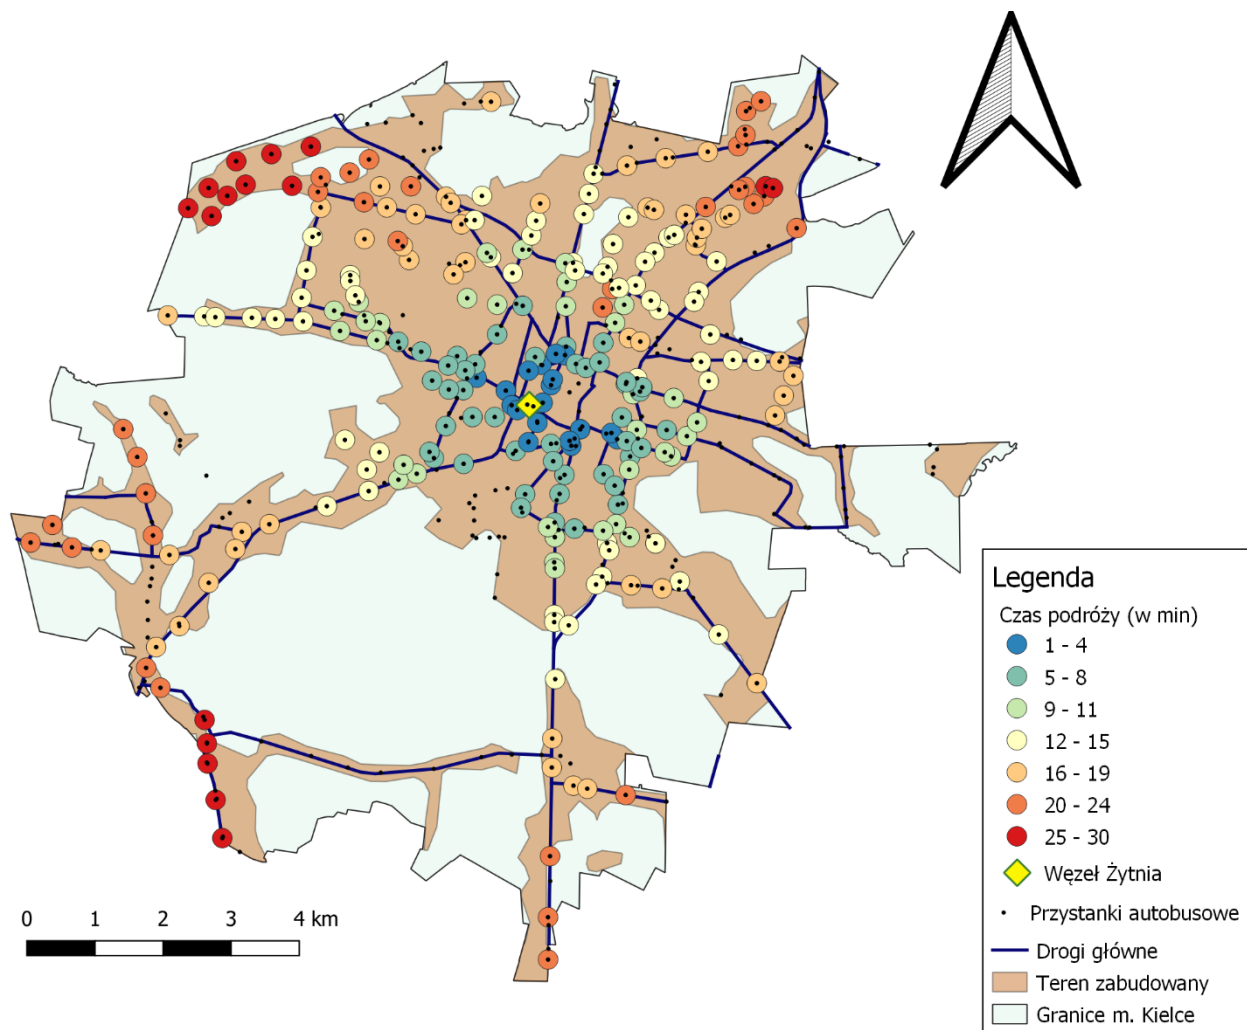 Legenda
Czas podróży (w min)
1 - 4
5 - 8
9 - 11
12 - 15
16 - 19
20 - 24
25 - 30
Węzeł Żytnia
Przystanki autobusowe
Drogi główne
Teren zabudowany
Granice m. Kielce
0 1 2 3 4 km